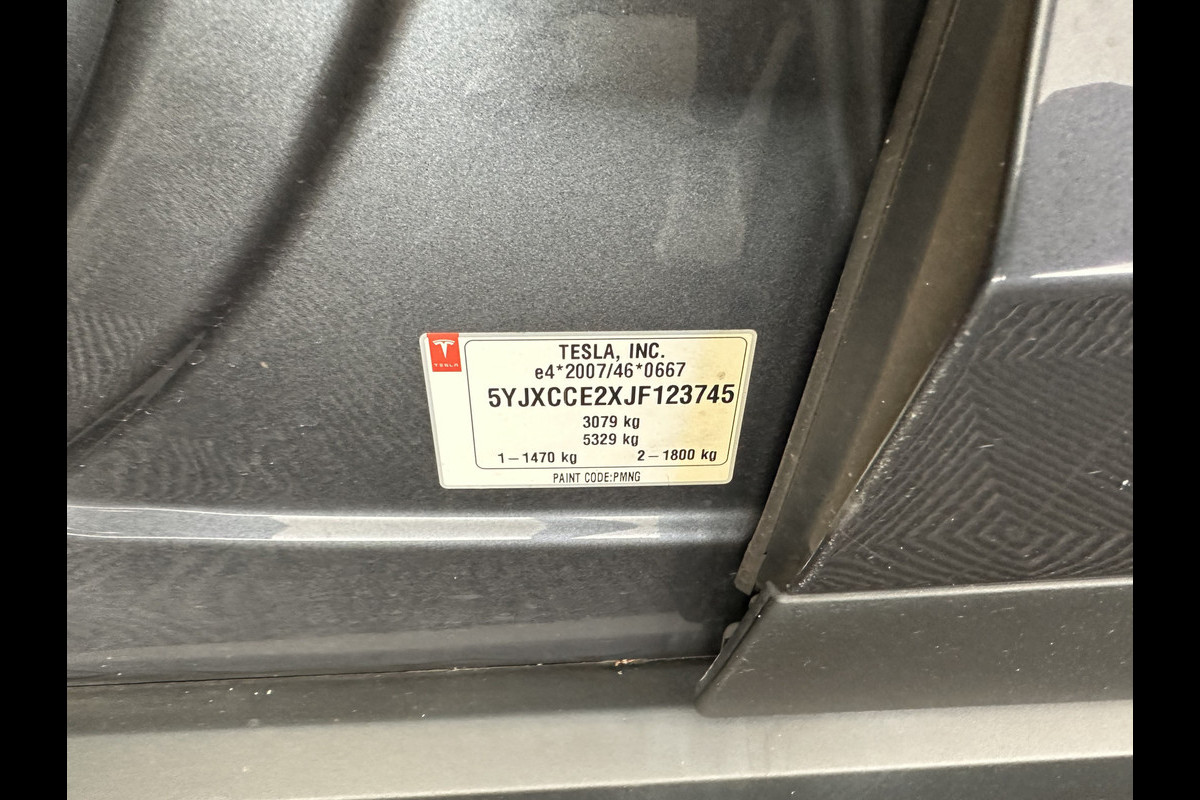 TESLA
TESLA, INC.
e4*2007/46*0667
5YJXCCE2XJF123745
3079 kg
5329 kg
1–1470 kg 2–1800 kg
PAINT CODE:PMNG